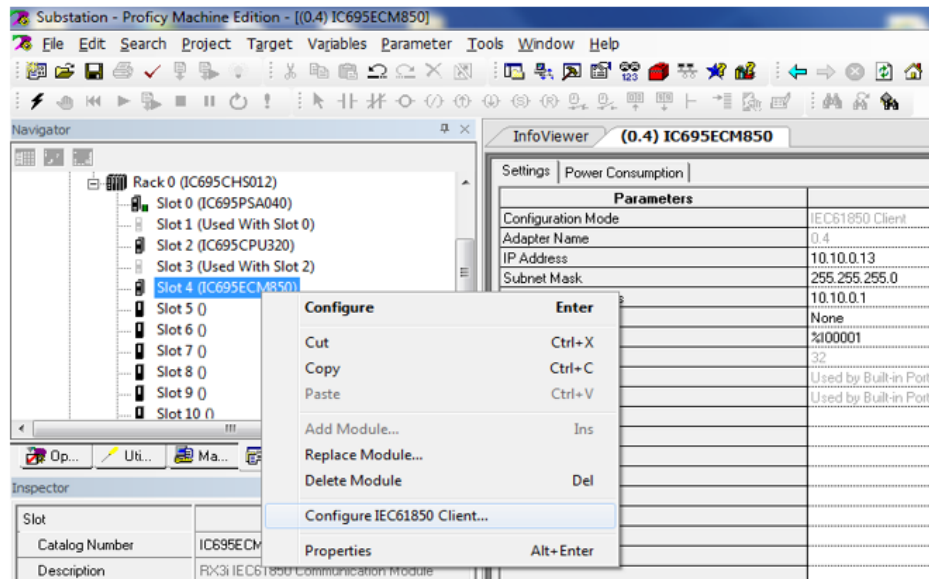 Substation - Proficy Machine Edition - [(0.4) IC695ECM850]
File Edit Search Project Target Variables Parameter Tools Window Help
Navigator
InfoViewer (0.4) IC695ECM850
Settings Power Consumption
Rack 0 (IC695CHS012)
Slot 0 (IC695PSA040)
Slot 1 (Used With Slot 0)
Slot 2 (IC695CPU320)
Slot 3 (Used With Slot 2)
Slot 4 (IC695ECM850)
Slot 5 ()
Slot 6 ()
Slot 7 ()
Slot 8 ()
Slot 9 ()
Slot 10 ()
Parameters
Configuration Mode IEC61850 Client
Adapter Name 0.4
IP Address 10.10.0.13
Subnet Mask 255.255.255.0
10.10.0.1
None
%I00001
32
Used by Built-in Port
Used by Built-in Port
Configure Enter
Cut Ctrl+X
Copy Ctrl+C
Paste Ctrl+V
Add Module... Ins
Replace Module...
Delete Module Del
Configure IEC61850 Client...
Properties Alt+Enter
Op... Uti... Ma...
Inspector
Slot
Catalog Number IC695ECM
Description RX3i IEC61850 Communication Module